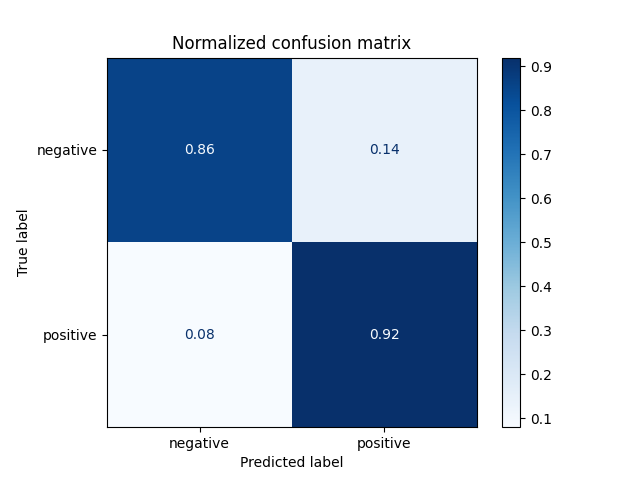 Normalized confusion matrix
0.9
0.8
0.7
0.6
0.5
0.4
0.3
0.2
0.1
True label
negative
0.86 0.14
positive
0.08 0.92
negative positive
Predicted label